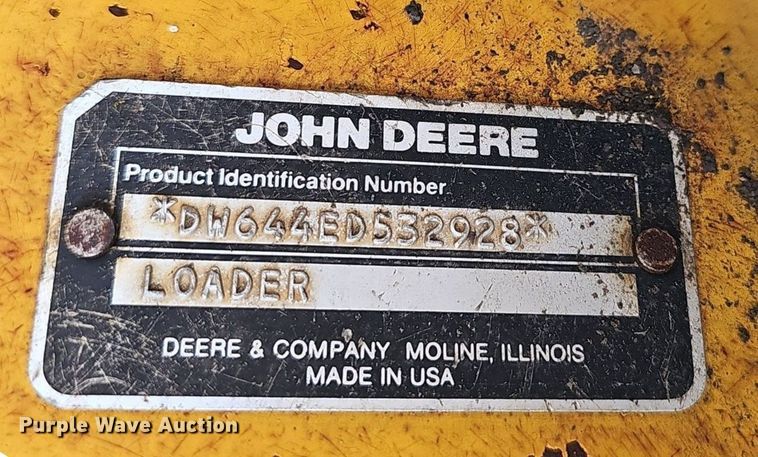 JOHN DEERE
Product Identification Number
*DW644ED532928*
LOADER
DEERE & COMPANY MOLINE, ILLINOIS
MADE IN USA
Purple Wave Auction